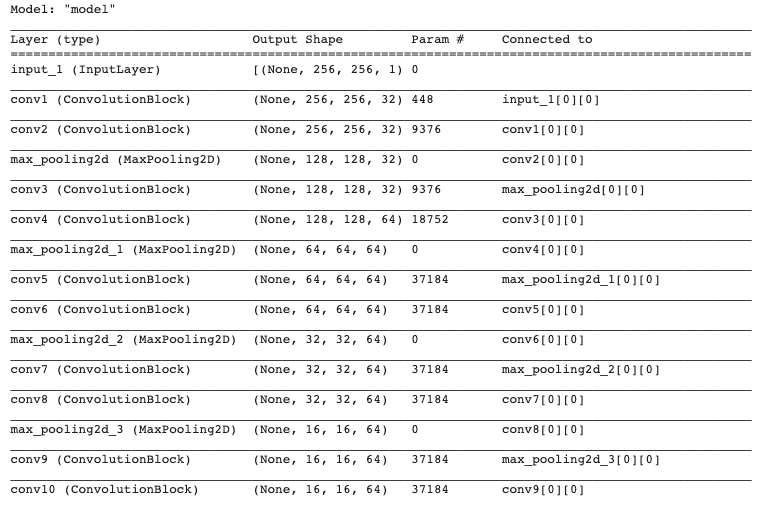 Model: "model"
Layer (type) Output Shape Param # Connected to
input_1 (InputLayer) [(None, 256, 256, 1) 0
conv1 (ConvolutionBlock) (None, 256, 256, 32) 448 input_1[0][0]
conv2 (ConvolutionBlock) (None, 256, 256, 32) 9376 conv1[0][0]
max_pooling2d (MaxPooling2D) (None, 128, 128, 32) 0 conv2[0][0]
conv3 (ConvolutionBlock) (None, 128, 128, 32) 9376 max_pooling2d[0][0]
conv4 (ConvolutionBlock) (None, 128, 128, 64) 18752 conv3[0][0]
max_pooling2d_1 (MaxPooling2D) (None, 64, 64, 64) 0 conv4[0][0]
conv5 (ConvolutionBlock) (None, 64, 64, 64) 37184 max_pooling2d_1[0][0]
conv6 (ConvolutionBlock) (None, 64, 64, 64) 37184 conv5[0][0]
max_pooling2d_2 (MaxPooling2D) (None, 32, 32, 64) 0 conv6[0][0]
conv7 (ConvolutionBlock) (None, 32, 32, 64) 37184 max_pooling2d_2[0][0]
conv8 (ConvolutionBlock) (None, 32, 32, 64) 37184 conv7[0][0]
max_pooling2d_3 (MaxPooling2D) (None, 16, 16, 64) 0 conv8[0][0]
conv9 (ConvolutionBlock) (None, 16, 16, 64) 37184 max_pooling2d_3[0][0]
conv10 (ConvolutionBlock) (None, 16, 16, 64) 37184 conv9[0][0]